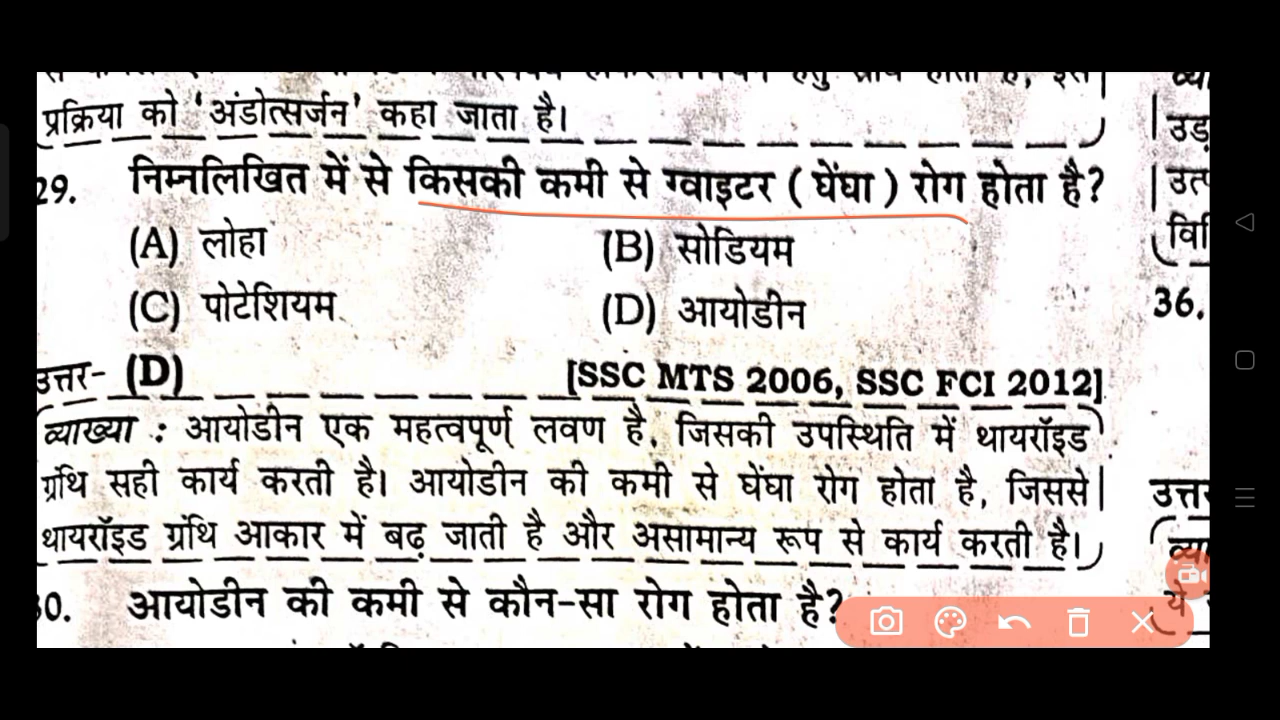 प्रक्रिया को 'अंडोत्सर्जन' कहा जाता है।
29. निम्नलिखित में से किसकी कमी से ग्वाइटर (घेंघा) रोग होता है?
(A) लोहा (B) सोडियम
(C) पोटेशियम (D) आयोडीन
उत्तर- (D) [SSC MTS 2006, SSC FCI 2012]
व्याख्या : आयोडीन एक महत्वपूर्ण लवण है, जिसकी उपस्थिति में थायरॉइड
ग्रंथि सही कार्य करती है। आयोडीन की कमी से घेंघा रोग होता है, जिससे
थायरॉइड ग्रंथि आकार में बढ़ जाती है और असामान्य रूप से कार्य करती है।
30. आयोडीन की कमी से कौन-सा रोग होता है?
36.